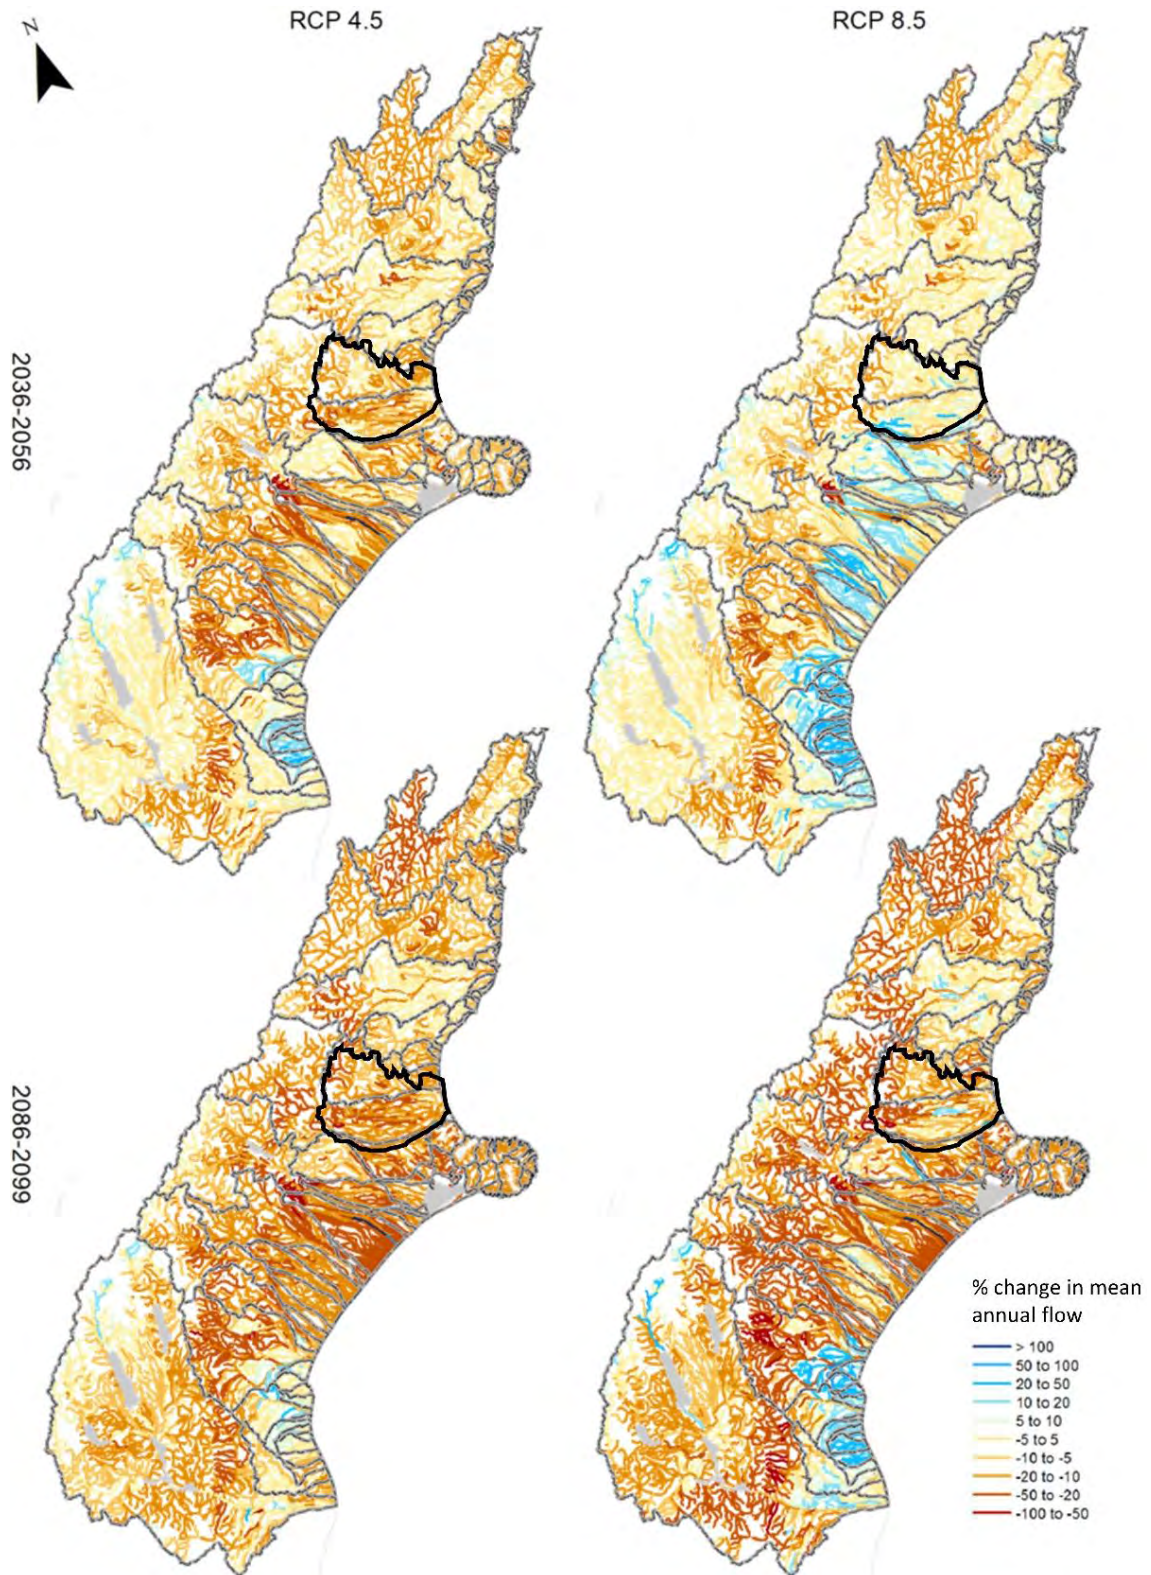 RCP 4.5
RCP 8.5
N
2036-2056
2086-2099
% change in mean
annual flow
> 100
50 to 100
20 to 50
10 to 20
5 to 10
-5 to 5
-10 to -5
-20 to -10
-50 to -20
-100 to -50